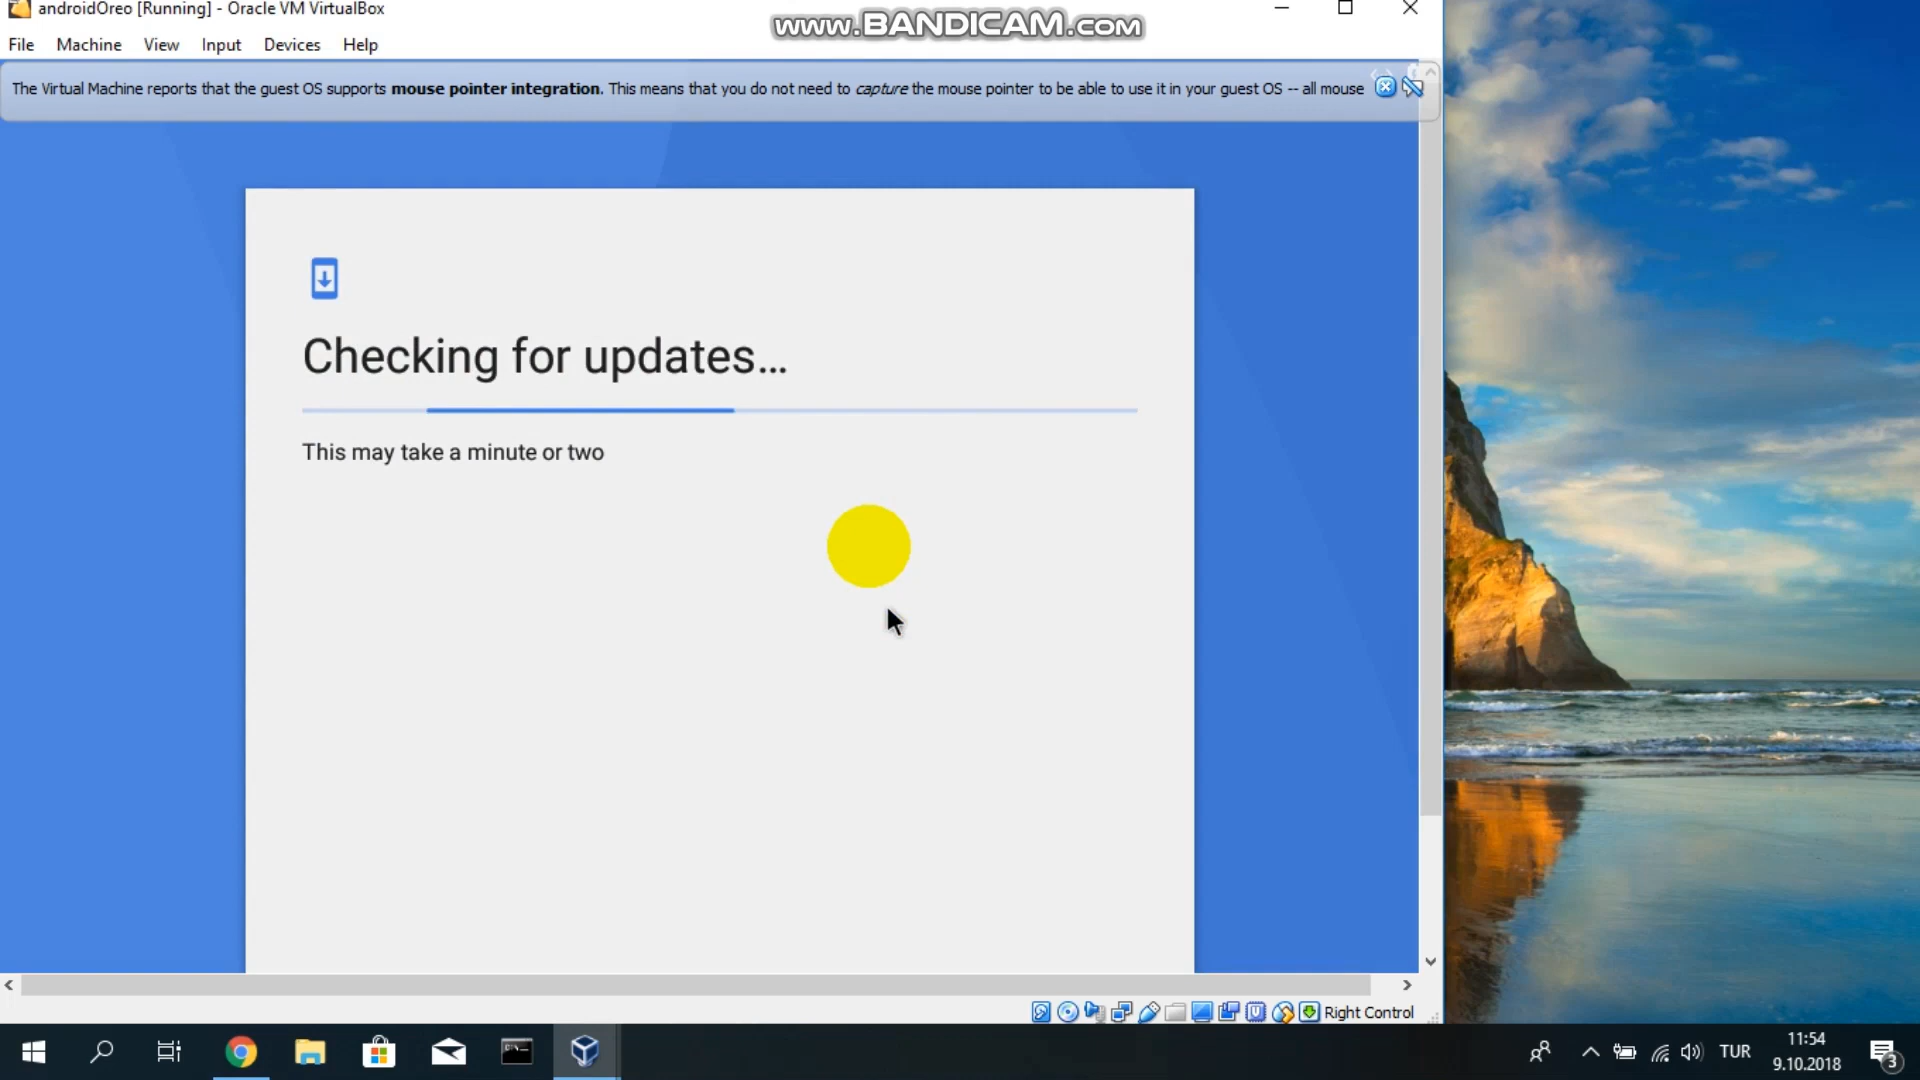 androidOreo [Running] - Oracle VM VirtualBox
www.BANDICAM.com
File Machine View Input Devices Help
The Virtual Machine reports that the guest OS supports mouse pointer integration. This means that you do not need to capture the mouse pointer to be able to use it in your guest OS -- all mouse
Checking for updates...
This may take a minute or two
Right Control
TUR
11:54
9.10.2018
3